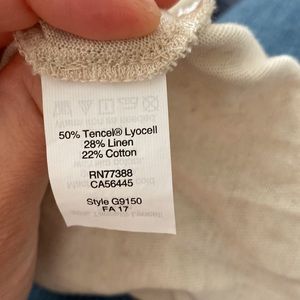 50% Tencel® Lyocell
28% Linen
22% Cotton
RN77388
CA56445
Style G9150
FA 17